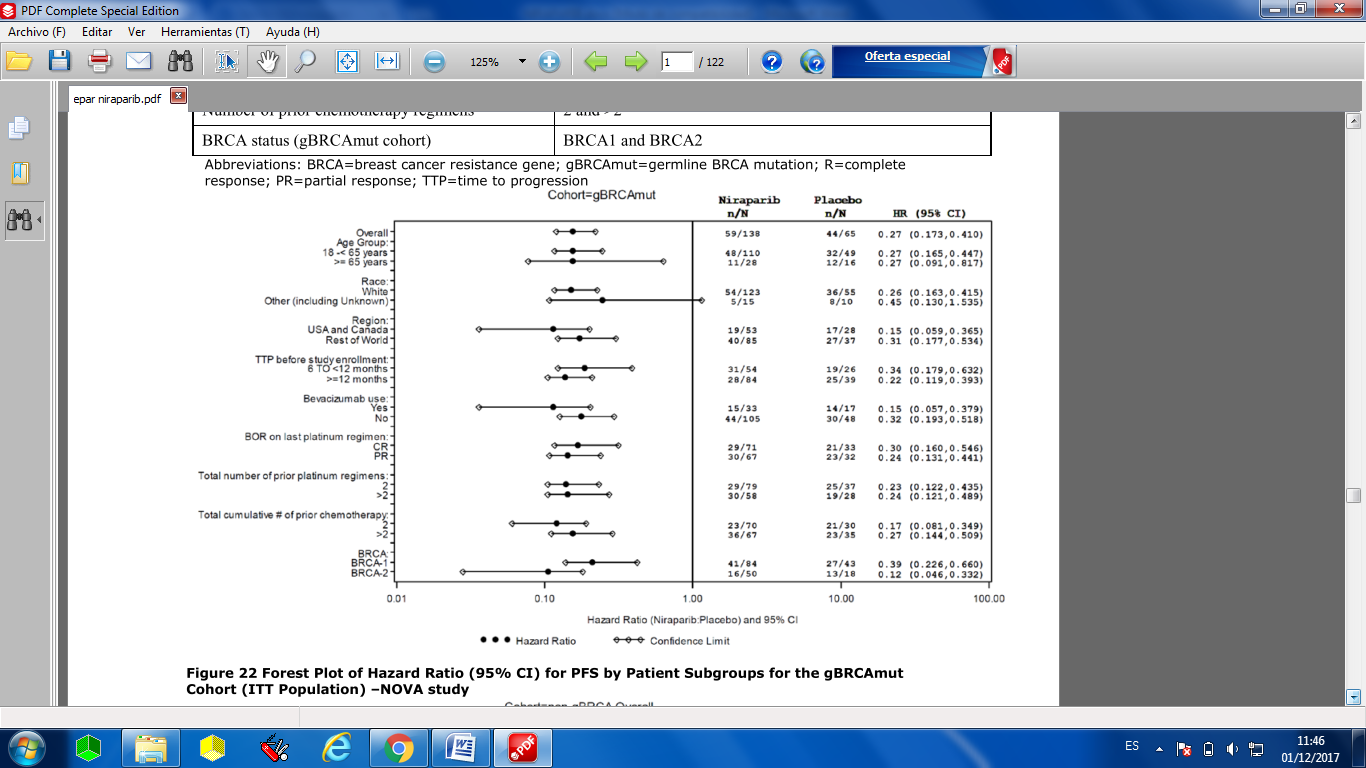 PDF Complete Special Edition
Archivo (F) Editar Ver Herramientas (T) Ayuda (H)
125% 1 / 122 Oferta especial PDF
epar niraparib.pdf
Number of prior chemotherapy regimens 2 and >2
BRCA status (gBRCAmut cohort) BRCA1 and BRCA2
Abbreviations: BRCA=breast cancer resistance gene; gBRCAmut=germline BRCA mutation; R=complete
response; PR=partial response; TTP=time to progression
Cohort=gBRCAmut
Niraparib Placebo
n/N n/N HR (95% CI)
Overall 59/138 44/65 0.27 (0.173,0.410)
Age Group:
18 -< 65 years 48/110 32/49 0.27 (0.165,0.447)
>= 65 years 11/28 12/16 0.27 (0.091,0.817)
Race:
White 54/123 36/55 0.26 (0.163,0.415)
Other (including Unknown) 5/15 8/10 0.45 (0.130,1.535)
Region:
USA and Canada 19/53 17/28 0.15 (0.059,0.365)
Rest of World 40/85 27/37 0.31 (0.177,0.534)
TTP before study enrollment:
6 TO <12 months 31/54 19/26 0.34 (0.179,0.632)
>=12 months 28/84 25/39 0.22 (0.119,0.393)
Bevacizumab use:
Yes 15/33 14/17 0.15 (0.057,0.379)
No 44/105 30/48 0.32 (0.193,0.518)
BOR on last platinum regimen:
CR 29/71 21/33 0.30 (0.160,0.546)
PR 30/67 23/32 0.24 (0.131,0.441)
Total number of prior platinum regimens:
2 29/79 25/37 0.23 (0.122,0.435)
>2 30/58 19/28 0.24 (0.121,0.489)
Total cumulative # of prior chemotherapy:
2 23/70 21/30 0.17 (0.081,0.349)
>2 36/67 23/35 0.27 (0.144,0.509)
BRCA:
BRCA-1 41/84 27/43 0.39 (0.226,0.660)
BRCA-2 16/50 13/18 0.12 (0.046,0.332)
0.01 0.10 1.00 10.00 100.00
Hazard Ratio (Niraparib:Placebo) and 95% CI
Hazard Ratio Confidence Limit
Figure 22 Forest Plot of Hazard Ratio (95% CI) for PFS by Patient Subgroups for the gBRCAmut
Cohort (ITT Population) –NOVA study
Cohort=non-gBRCA Overall
ES 11:46
01/12/2017